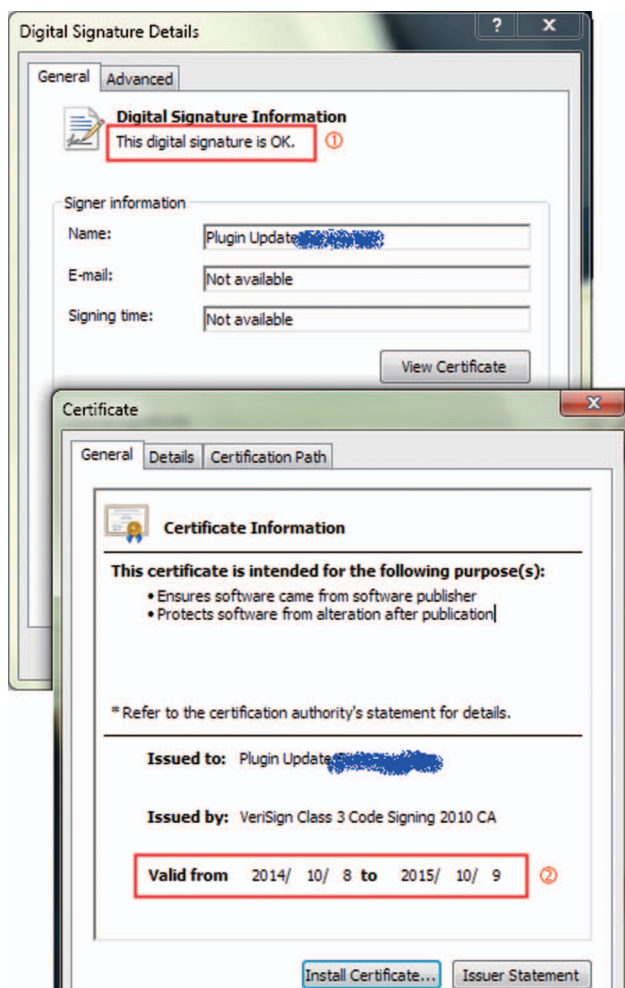 Digital Signature Details
General Advanced
Digital Signature Information
This digital signature is OK. ①
Signer information
Name: Plugin Update
E-mail: Not available
Signing time: Not available
View Certificate
Certificate
General Details Certification Path
Certificate Information
This certificate is intended for the following purpose(s):
• Ensures software came from software publisher
• Protects software from alteration after publication
* Refer to the certification authority's statement for details.
Issued to: Plugin Update
Issued by: VeriSign Class 3 Code Signing 2010 CA
Valid from 2014/ 10/ 8 to 2015/ 10/ 9 ②
Install Certificate... Issuer Statement